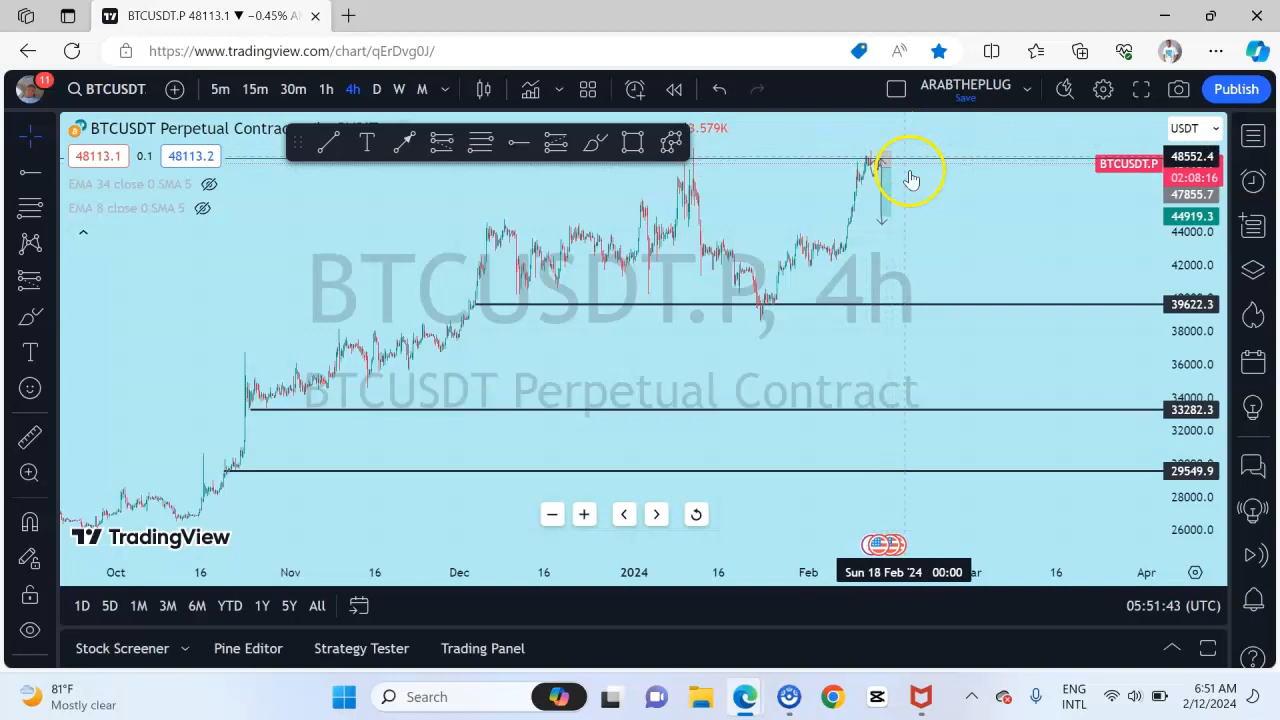 BTCUSDT.P 48113.1 ▼ −0.45% A
https://www.tradingview.com/chart/qErDvg0J/
11
BTCUSDT.
5m 15m 30m 1h 4h D W M
ARABTHEPLUG
Save
Publish
BTCUSDT Perpetual Contra
3.579K
USDT
48113.1 0.1 48113.2
EMA 34 close 0 SMA 5
EMA 8 close 0 SMA 5
48552.4
BTCUSDT.P
02:08:16
47855.7
44919.3
44000.0
42000.0
39622.3
38000.0
36000.0
34000.0
33282.3
32000.0
29549.9
28000.0
26000.0
BTCUSDT.P, 4h
BTCUSDT Perpetual Contract
TradingView
Oct 16 Nov 16 Dec 16 2024 16 Feb Sun 18 Feb '24 00:00 ar 16 Apr
1D 5D 1M 3M 6M YTD 1Y 5Y All
05:51:43 (UTC)
Stock Screener Pine Editor Strategy Tester Trading Panel
81°F
Mostly clear
Search
ENG
INTL
6:51 AM
2/12/2024